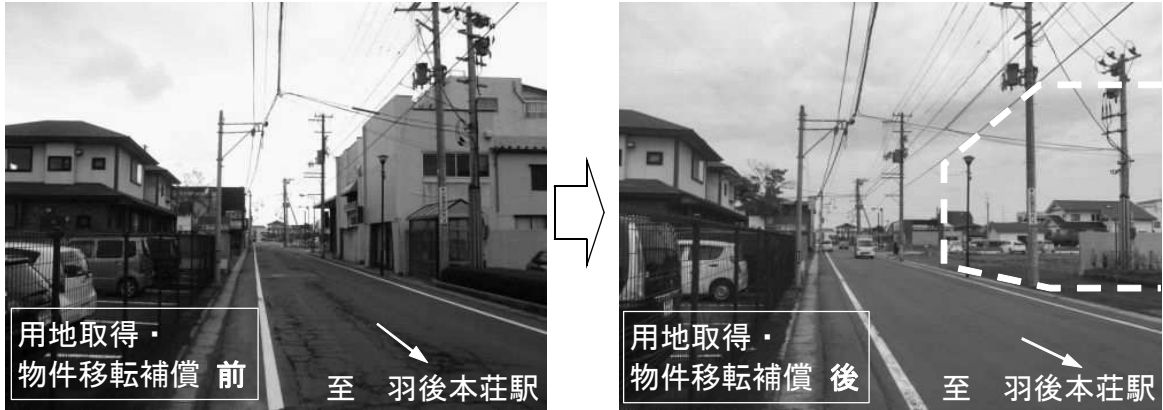 用地取得・
物件移転補償 前
至 羽後本荘駅
用地取得・
物件移転補償 後
至 羽後本荘駅